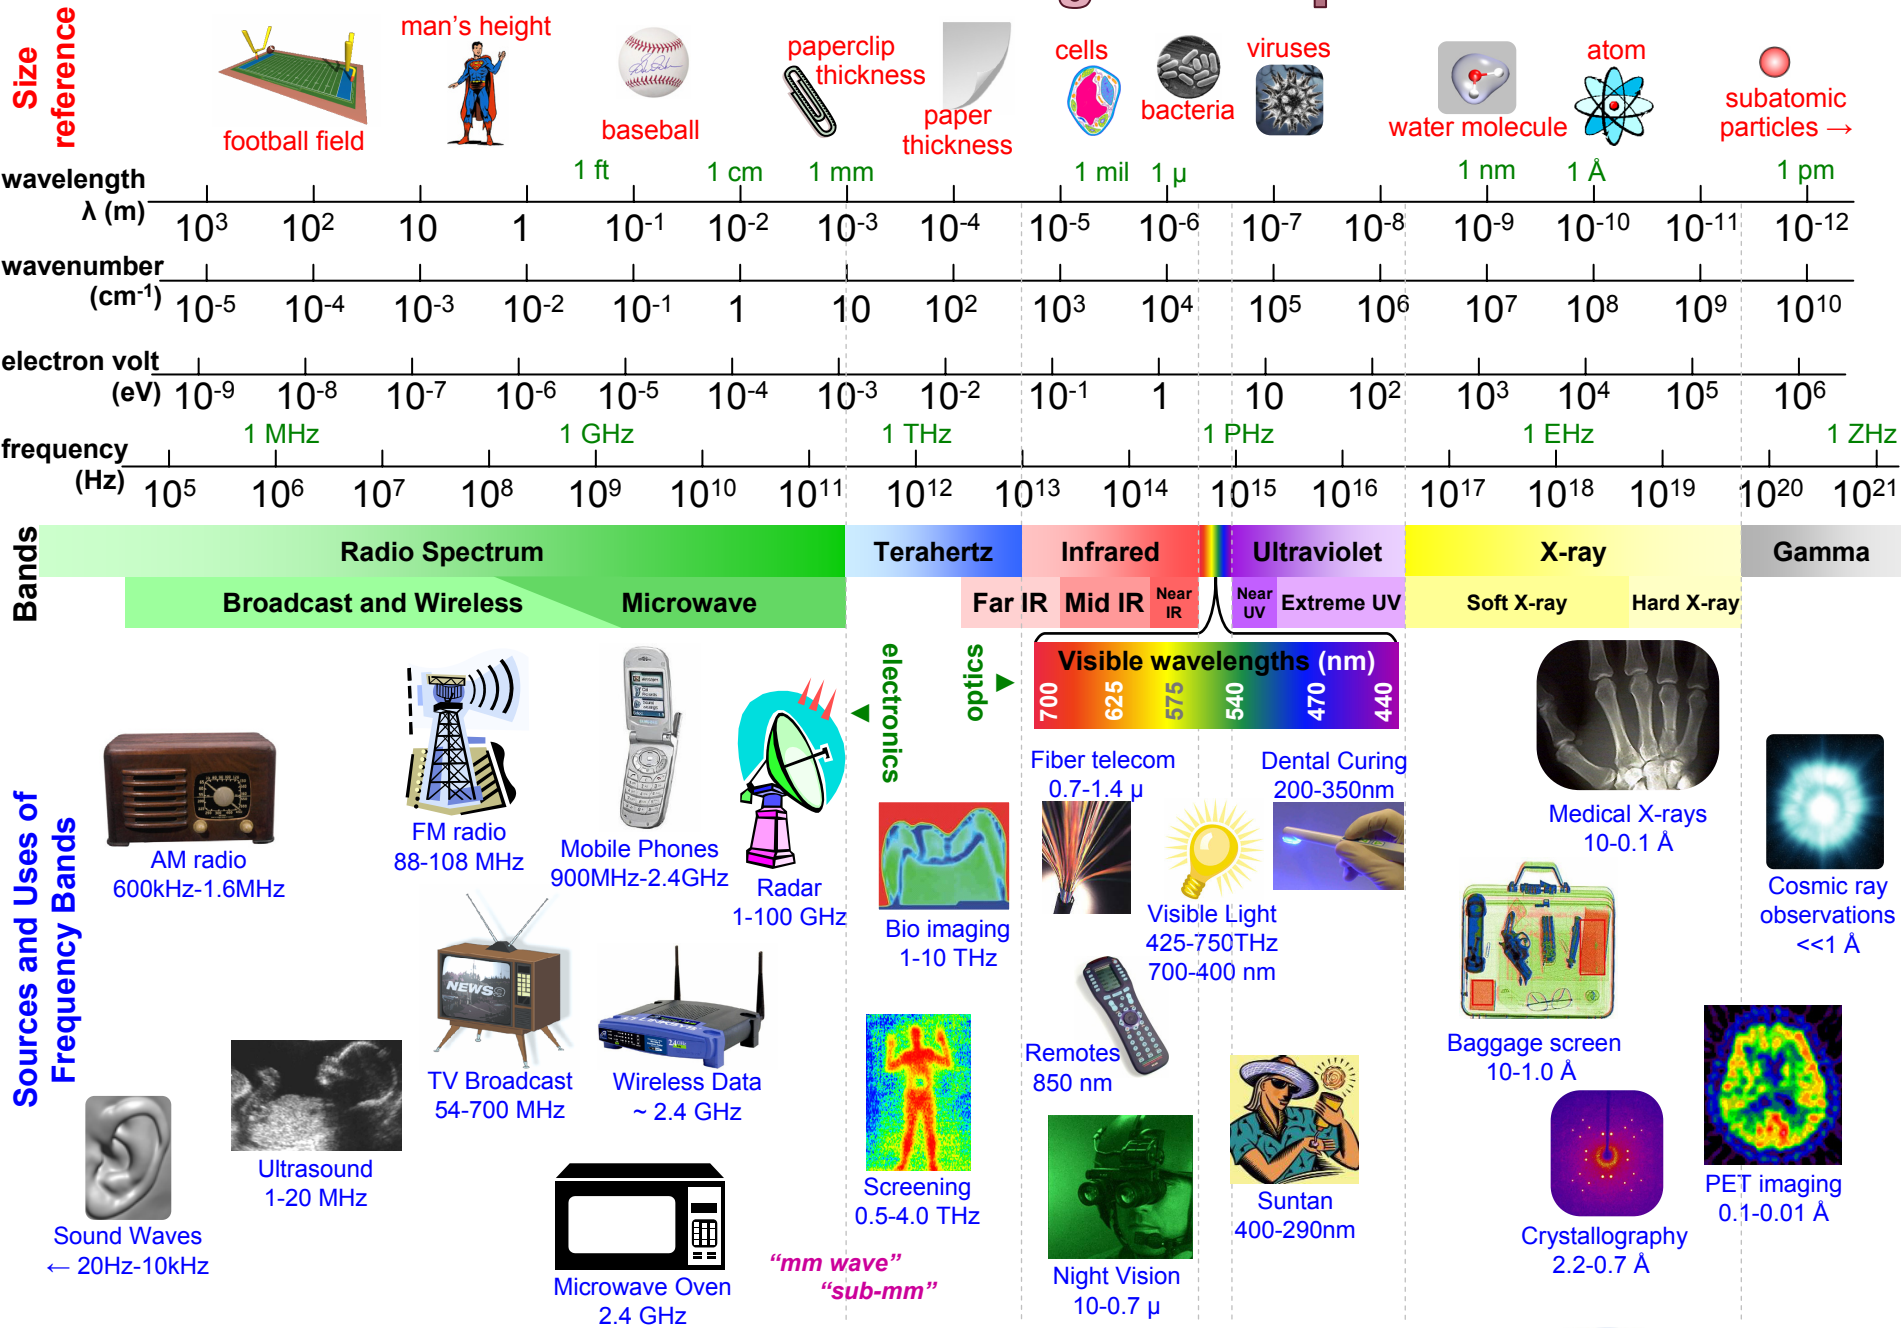 Size
reference
football field
man's height
baseball
paperclip
thickness
paper
thickness
cells
bacteria
viruses
water molecule
atom
subatomic
particles →
wavelength
λ (m)
1 ft
1 cm
1 mm
1 mil
1 µ
1 nm
1 Å
1 pm
10³ 10² 10 1 10⁻¹ 10⁻² 10⁻³ 10⁻⁴ 10⁻⁵ 10⁻⁶ 10⁻⁷ 10⁻⁸ 10⁻⁹ 10⁻¹⁰ 10⁻¹¹ 10⁻¹²
wavenumber
(cm⁻¹)
10⁻⁵ 10⁻⁴ 10⁻³ 10⁻² 10⁻¹ 1 10 10² 10³ 10⁴ 10⁵ 10⁶ 10⁷ 10⁸ 10⁹ 10¹⁰
electron volt
(eV)
10⁻⁹ 10⁻⁸ 10⁻⁷ 10⁻⁶ 10⁻⁵ 10⁻⁴ 10⁻³ 10⁻² 10⁻¹ 1 10 10² 10³ 10⁴ 10⁵ 10⁶
frequency
(Hz)
1 MHz
1 GHz
1 THz
1 PHz
1 EHz
1 ZHz
10⁵ 10⁶ 10⁷ 10⁸ 10⁹ 10¹⁰ 10¹¹ 10¹² 10¹³ 10¹⁴ 10¹⁵ 10¹⁶ 10¹⁷ 10¹⁸ 10¹⁹ 10²⁰ 10²¹
Bands
Radio Spectrum
Terahertz
Infrared
Ultraviolet
X-ray
Gamma
Broadcast and Wireless
Microwave
Far IR
Mid IR
Near
IR
Near
UV
Extreme UV
Soft X-ray
Hard X-ray
Visible wavelengths (nm)
700 625 575 540 470 440
electronics
optics
Sources and Uses of
Frequency Bands
AM radio
600kHz-1.6MHz
FM radio
88-108 MHz
Mobile Phones
900MHz-2.4GHz
Radar
1-100 GHz
Bio imaging
1-10 THz
Fiber telecom
0.7-1.4 µ
Visible Light
425-750THz
700-400 nm
Dental Curing
200-350nm
Medical X-rays
10-0.1 Å
Cosmic ray
observations
<<1 Å
NEWS
TV Broadcast
54-700 MHz
LINKSYS
Wireless Data
~ 2.4 GHz
Remotes
850 nm
Baggage screen
10-1.0 Å
Ultrasound
1-20 MHz
Sound Waves
← 20Hz-10kHz
Microwave Oven
2.4 GHz
Screening
0.5-4.0 THz
"mm wave"
"sub-mm"
Night Vision
10-0.7 µ
Suntan
400-290nm
Crystallography
2.2-0.7 Å
PET imaging
0.1-0.01 Å